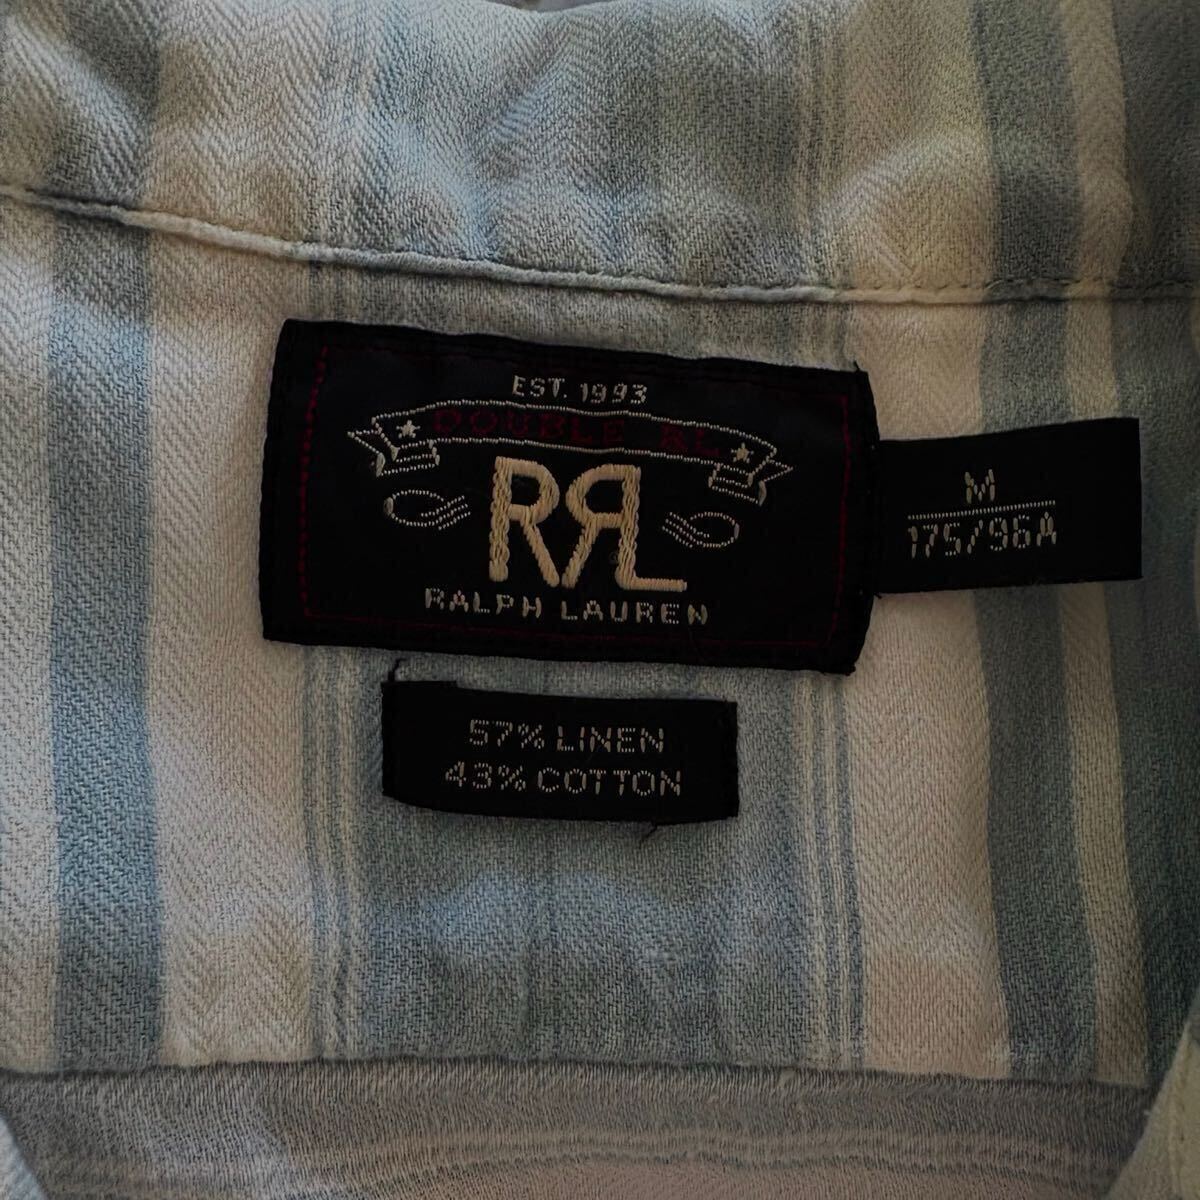 EST. 1993
DOUBLE RL
RRL
RALPH LAUREN
M
175/96A
57% LINEN
43% COTTON